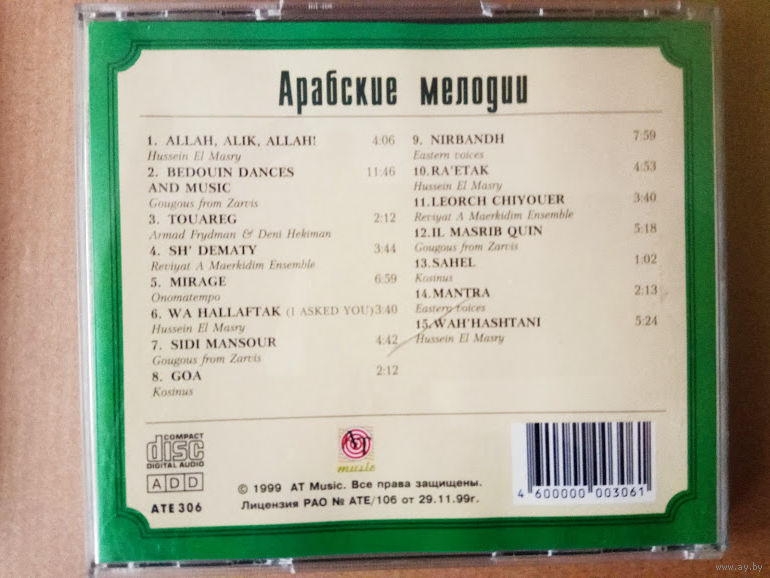 Арабские мелодии
1. ALLAH, ALIK, ALLAH! 4:06
Hussein El Masry
2. BEDOUIN DANCES 11:46
AND MUSIC
Gougous from Zarvis
3. TOUAREG 2:12
Armad Frydman & Deni Hekiman
4. SH' DEMATY 3:44
Reviyat A Maerkidim Ensemble
5. MIRAGE 6:59
Onomatempo
6. WA HALLAFTAK (I ASKED YOU) 3:40
Hussein El Masry
7. SIDI MANSOUR 4:42
Gougous from Zarvis
8. GOA 2:12
Kosinus
9. NIRBANDH 7:59
Eastern voices
10. RA'ETAK 4:53
Hussein El Masry
11. LEORCH CHIYOUER 3:40
Reviyat A Maerkidim Ensemble
12. IL MASRIB QUIN 5:18
Gougous from Zarvis
13. SAHEL 1:02
Kosinus
14. MANTRA 2:13
Eastern voices
15. WAH'HASHTANI 5:24
Hussein El Masry
COMPACT
disc
DIGITAL AUDIO
A D D
ATE 306
AT
music
© 1999 AT Music. Все права защищены.
Лицензия РАО № ATE/106 от 29.11.99г.
4 600000 003061
www.ay.by